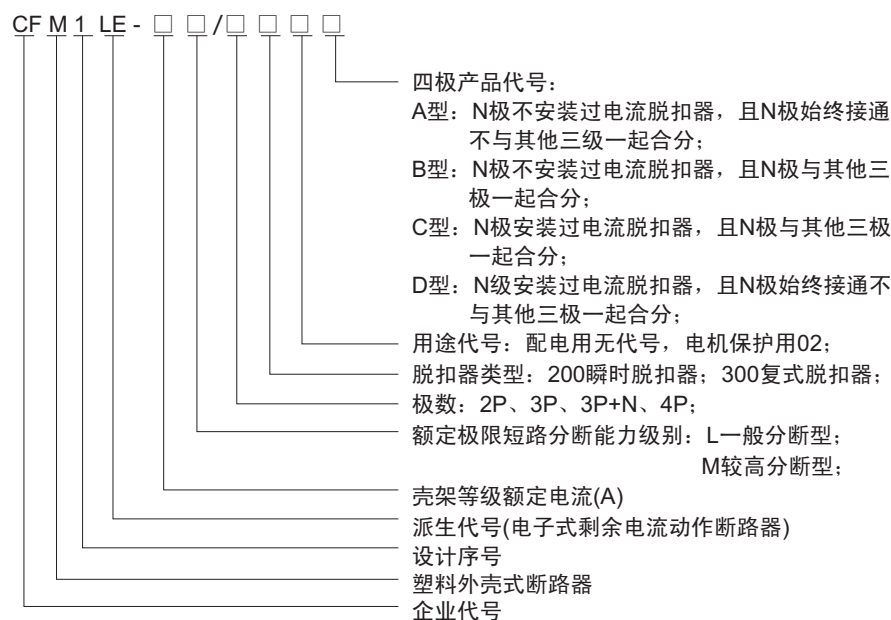 CF M 1 LE - □ □ / □ □ □ □
四极产品代号：
A型：N极不安装过电流脱扣器，且N极始终接通
不与其他三级一起合分；
B型：N极不安装过电流脱扣器，且N极与其他三
极一起合分；
C型：N极安装过电流脱扣器，且N极与其他三极
一起合分；
D型：N级安装过电流脱扣器，且N极始终接通不
与其他三极一起合分；
用途代号：配电用无代号，电机保护用02；
脱扣器类型：200瞬时脱扣器；300复式脱扣器；
极数：2P、3P、3P+N、4P；
额定极限短路分断能力级别：L一般分断型；
M较高分断型；
壳架等级额定电流(A)
派生代号(电子式剩余电流动作断路器)
设计序号
塑料外壳式断路器
企业代号